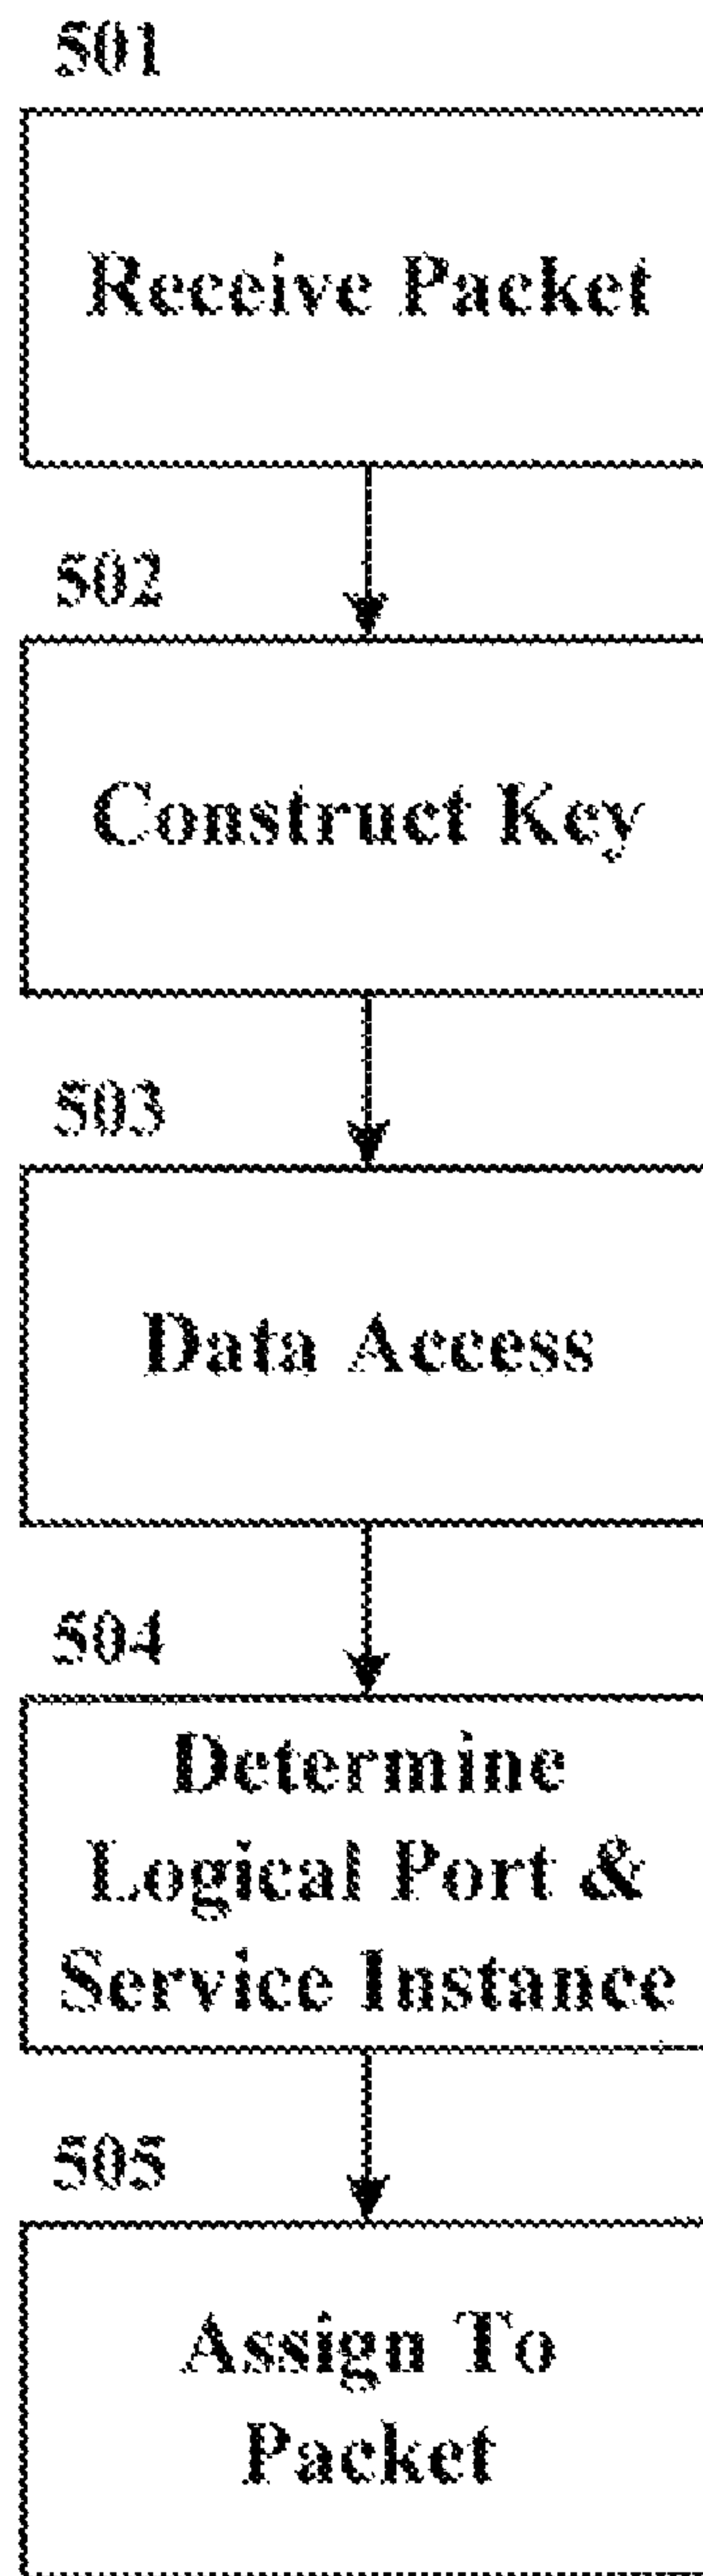 501
Receive Packet
502
Construct Key
503
Data Access
504
Determine
Logical Port &
Service Instance
505
Assign To
Packet